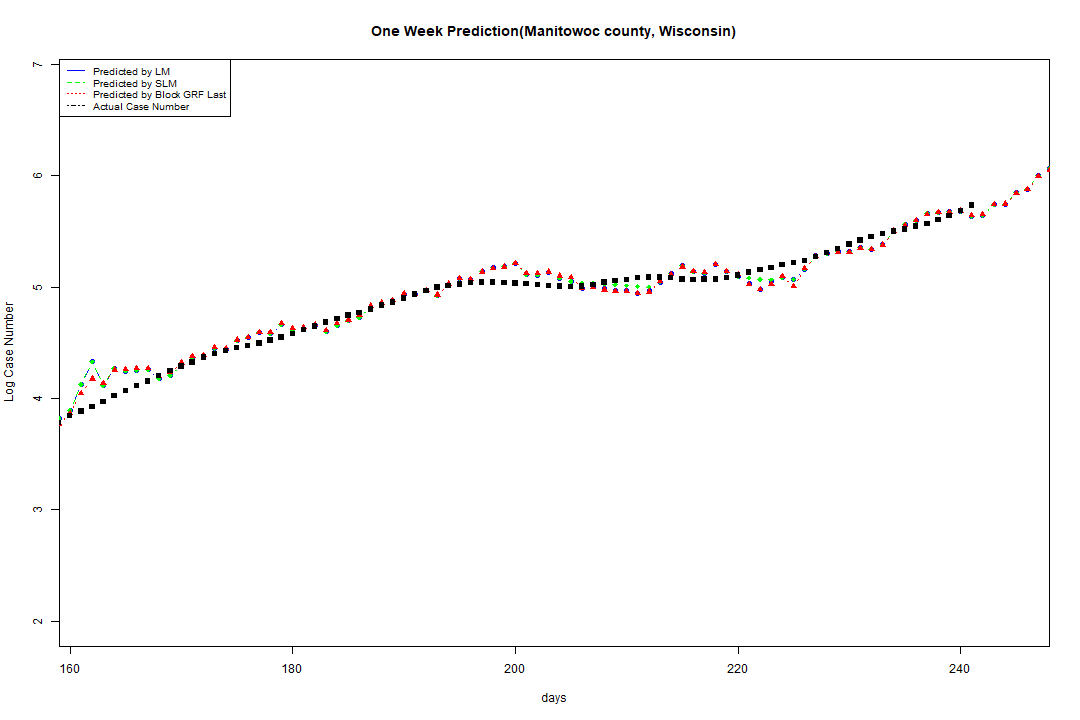 One Week Prediction(Manitowoc county, Wisconsin)
Predicted by LM
Predicted by SLM
Predicted by Block GRF Last
Actual Case Number
7
6
5
4
3
2
Log Case Number
160 180 200 220 240
days